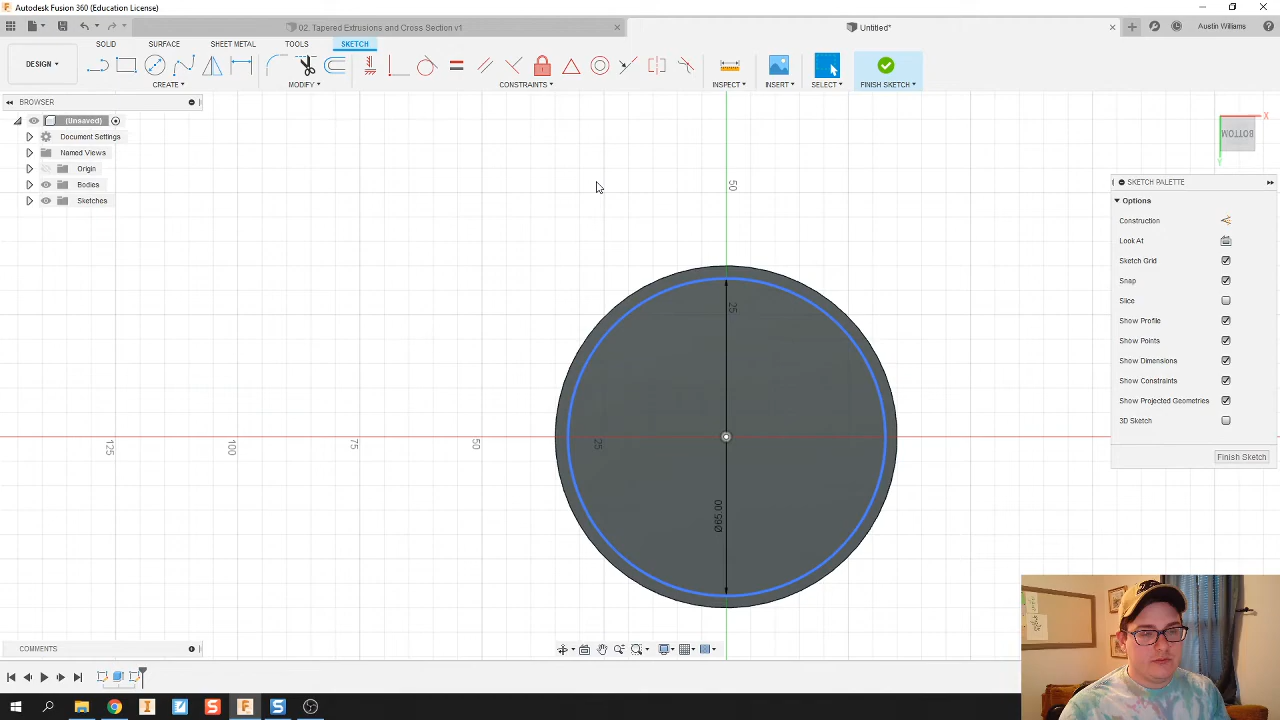 Autodesk Fusion 360 (Education License)
02. Tapered Extrusions and Cross Section v1
Untitled*
Austin Williams
DESIGN
SOLID
SURFACE
SHEET METAL
TOOLS
SKETCH
CREATE
MODIFY
CONSTRAINTS
INSPECT
INSERT
SELECT
FINISH SKETCH
BROWSER
(Unsaved)
Document Settings
Named Views
Origin
Bodies
Sketches
BOTTOM
X
Y
SKETCH PALETTE
Options
Construction
Look At
Sketch Grid
Snap
Slice
Show Profile
Show Points
Show Dimensions
Show Constraints
Show Projected Geometries
3D Sketch
Finish Sketch
50
25
125
100
75
50
25
Ø65.00
COMMENTS